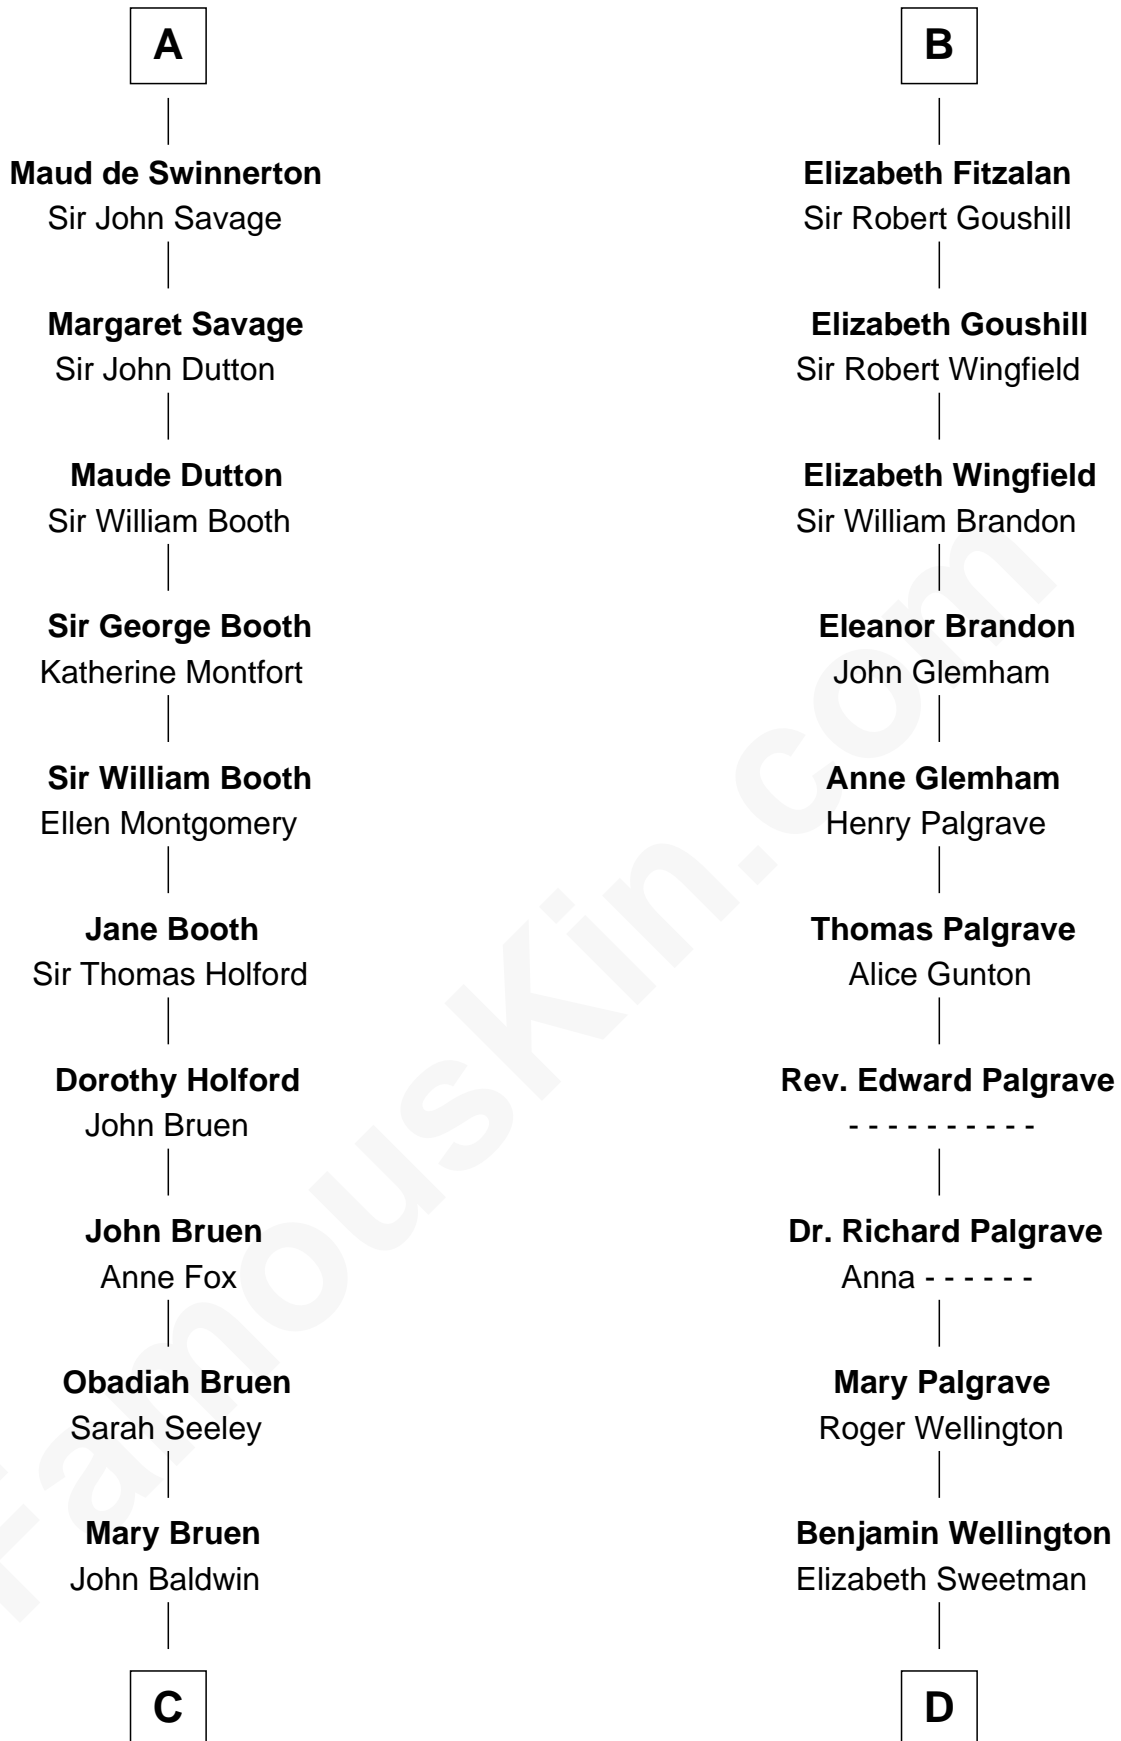 A
Maud de Swinnerton
Sir John Savage
Margaret Savage
Sir John Dutton
Maude Dutton
Sir William Booth
Sir George Booth
Katherine Montfort
Sir William Booth
Ellen Montgomery
Jane Booth
Sir Thomas Holford
Dorothy Holford
John Bruen
John Bruen
Anne Fox
Obadiah Bruen
Sarah Seeley
Mary Bruen
John Baldwin
C
B
Elizabeth Fitzalan
Sir Robert Goushill
Elizabeth Goushill
Sir Robert Wingfield
Elizabeth Wingfield
Sir William Brandon
Eleanor Brandon
John Glemham
Anne Glemham
Henry Palgrave
Thomas Palgrave
Alice Gunton
Rev. Edward Palgrave
- - - - - - - - - -
Dr. Richard Palgrave
Anna - - - - - -
Mary Palgrave
Roger Wellington
Benjamin Wellington
Elizabeth Sweetman
D
FamousKin.com